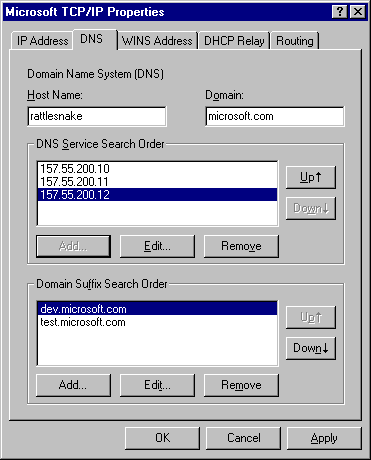 Microsoft TCP/IP Properties
IP Address DNS WINS Address DHCP Relay Routing
Domain Name System (DNS)
Host Name: Domain:
rattlesnake microsoft.com
DNS Service Search Order
157.55.200.10
157.55.200.11
157.55.200.12
Up↑
Down↓
Add... Edit... Remove
Domain Suffix Search Order
dev.microsoft.com
test.microsoft.com
Up↑
Down↓
Add... Edit... Remove
OK Cancel Apply